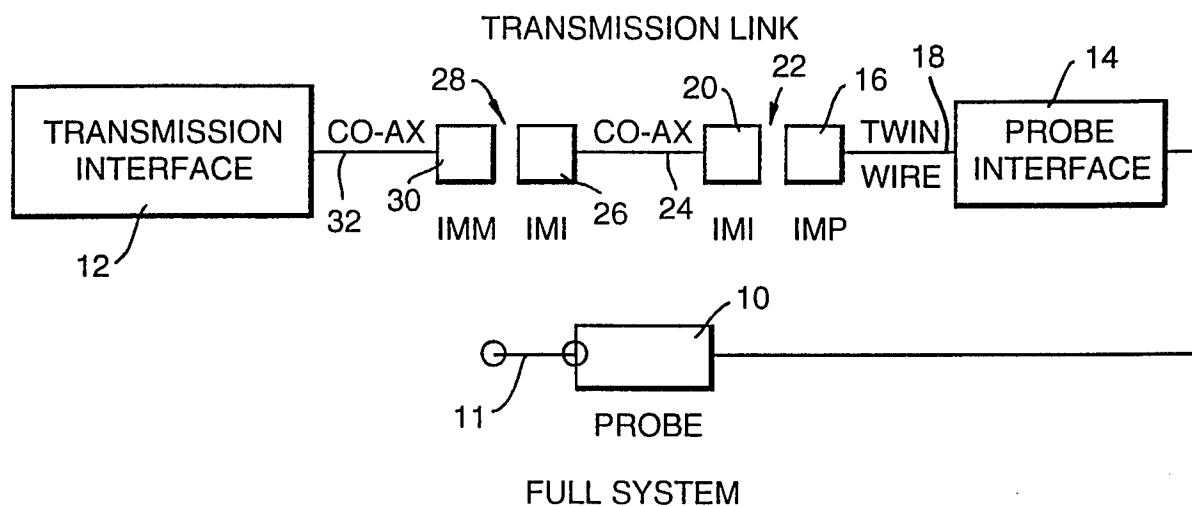 TRANSMISSION LINK
28
20
22
16
18
14
TRANSMISSION
INTERFACE
CO-AX
CO-AX
TWIN
WIRE
PROBE
INTERFACE
12
32
30
26
24
IMM
IMI
IMI
IMP
10
11
PROBE
FULL SYSTEM